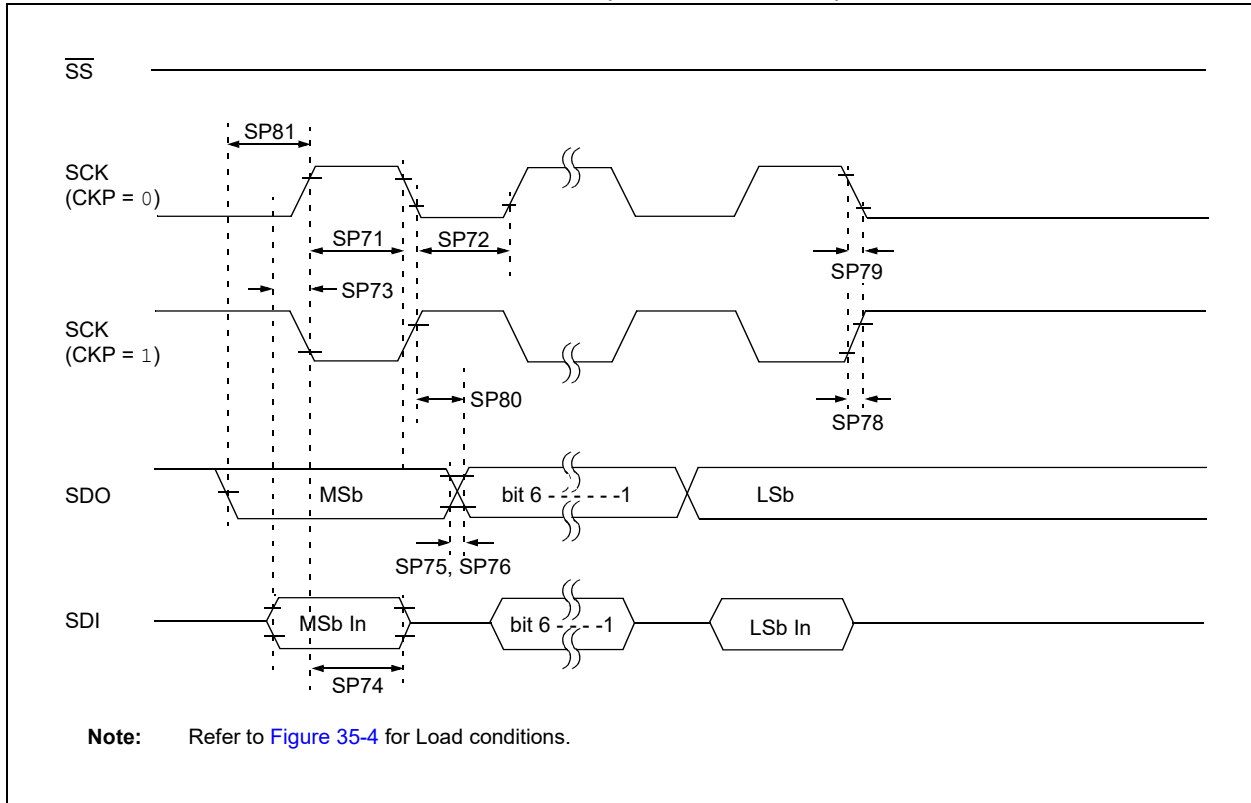 SS
SP81
SCK
(CKP = 0)
SP71
SP72
SP79
SP73
SCK
(CKP = 1)
SP80
SP78
SDO
MSb
bit 6 - - - - - -1
LSb
SP75, SP76
SDI
MSb In
bit 6 - - - -1
LSb In
SP74
Note: Refer to Figure 35-4 for Load conditions.